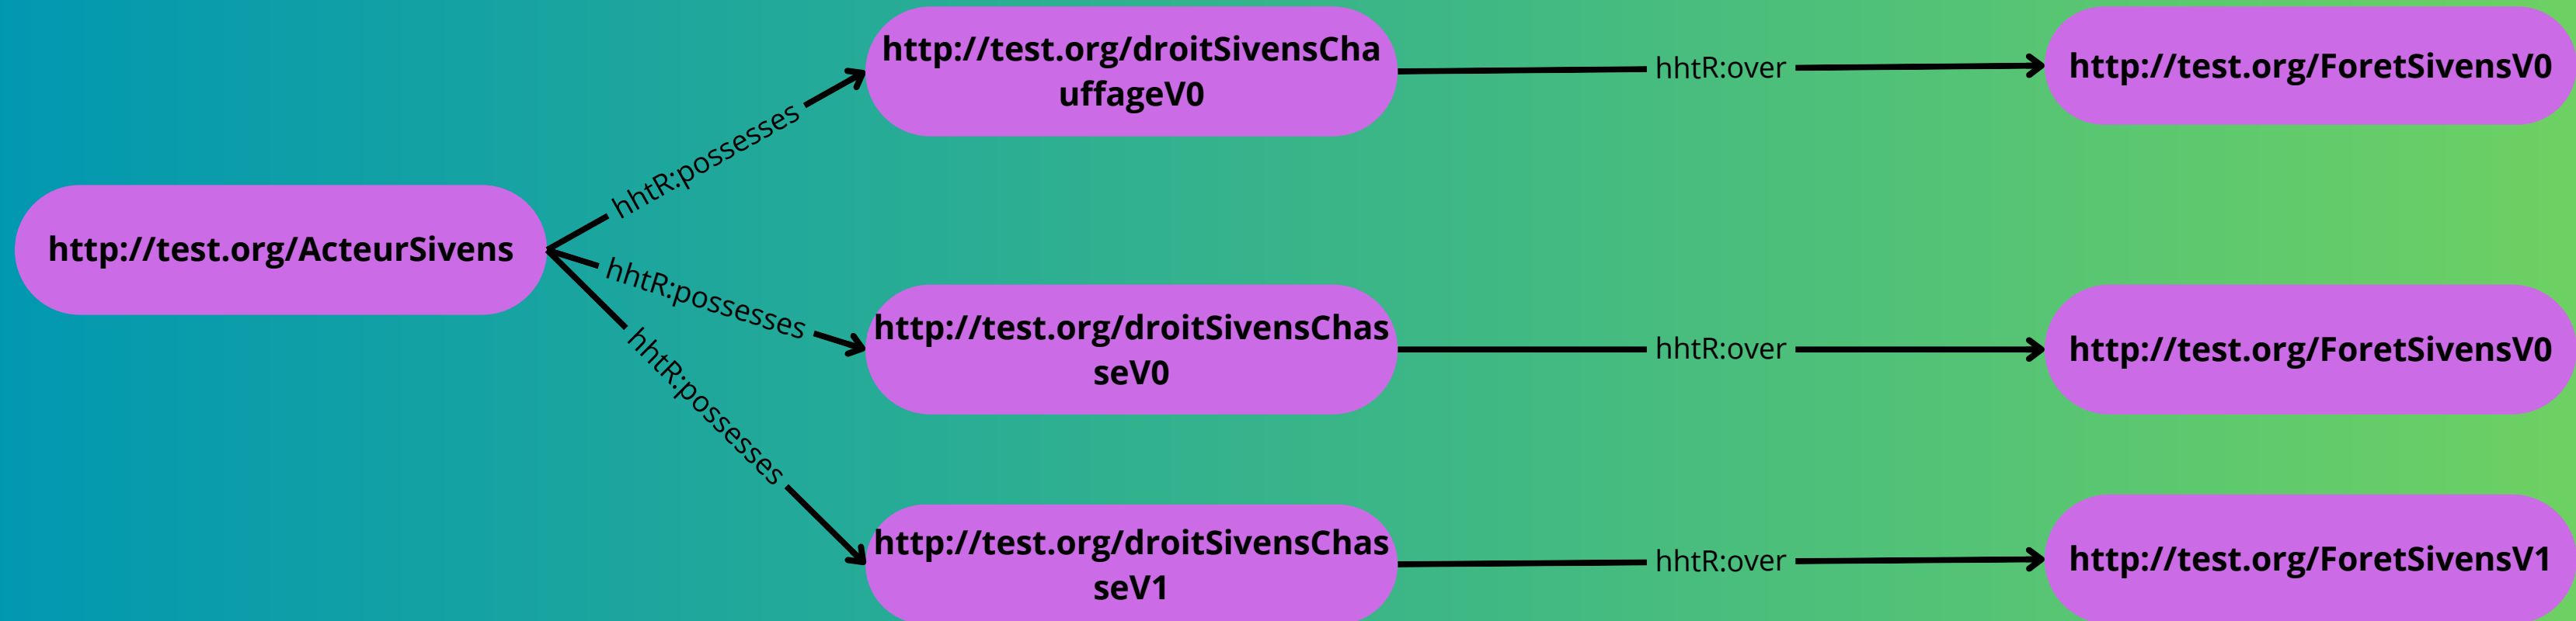 http://test.org/droitSivensCha
uffageV0
hhtR:over
http://test.org/ForetSivensV0
hhtR:possesses
http://test.org/ActeurSivens
hhtR:possesses
http://test.org/droitSivensChas
seV0
hhtR:over
http://test.org/ForetSivensV0
hhtR:possesses
http://test.org/droitSivensChas
seV1
hhtR:over
http://test.org/ForetSivensV1